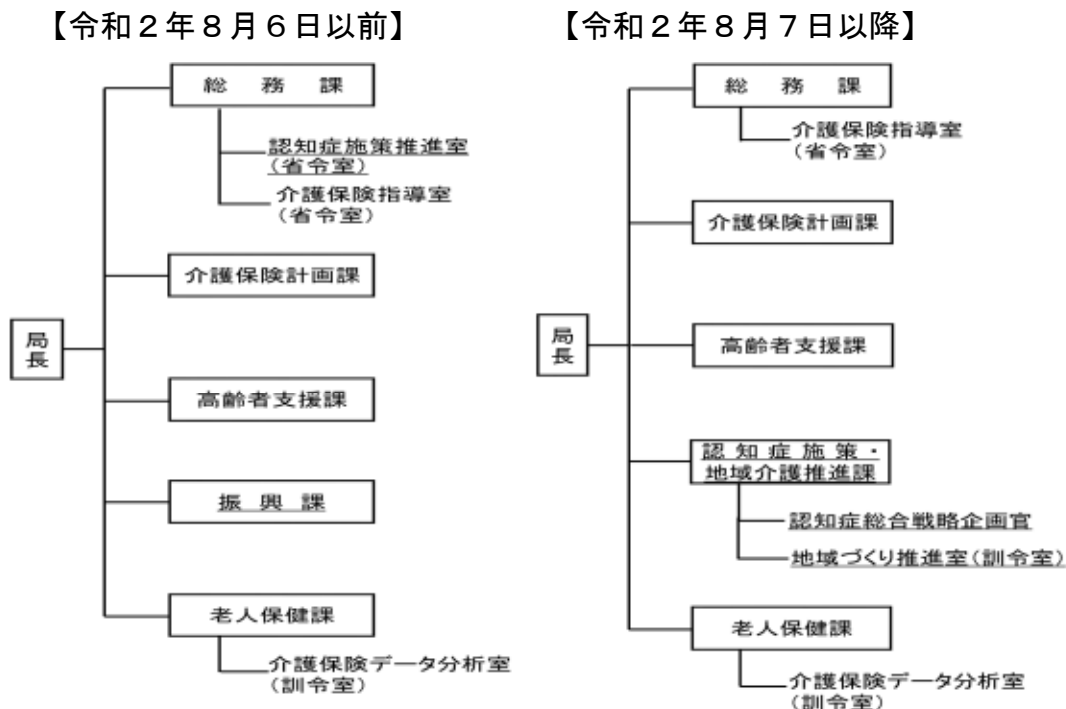 【令和２年８月６日以前】
局長
総務課
認知症施策推進室
(省令室)
介護保険指導室
(省令室)
介護保険計画課
高齢者支援課
振興課
老人保健課
介護保険データ分析室
(訓令室)
【令和２年８月７日以降】
局長
総務課
介護保険指導室
(省令室)
介護保険計画課
高齢者支援課
認知症施策・
地域介護推進課
認知症総合戦略企画官
地域づくり推進室(訓令室)
老人保健課
介護保険データ分析室
(訓令室)